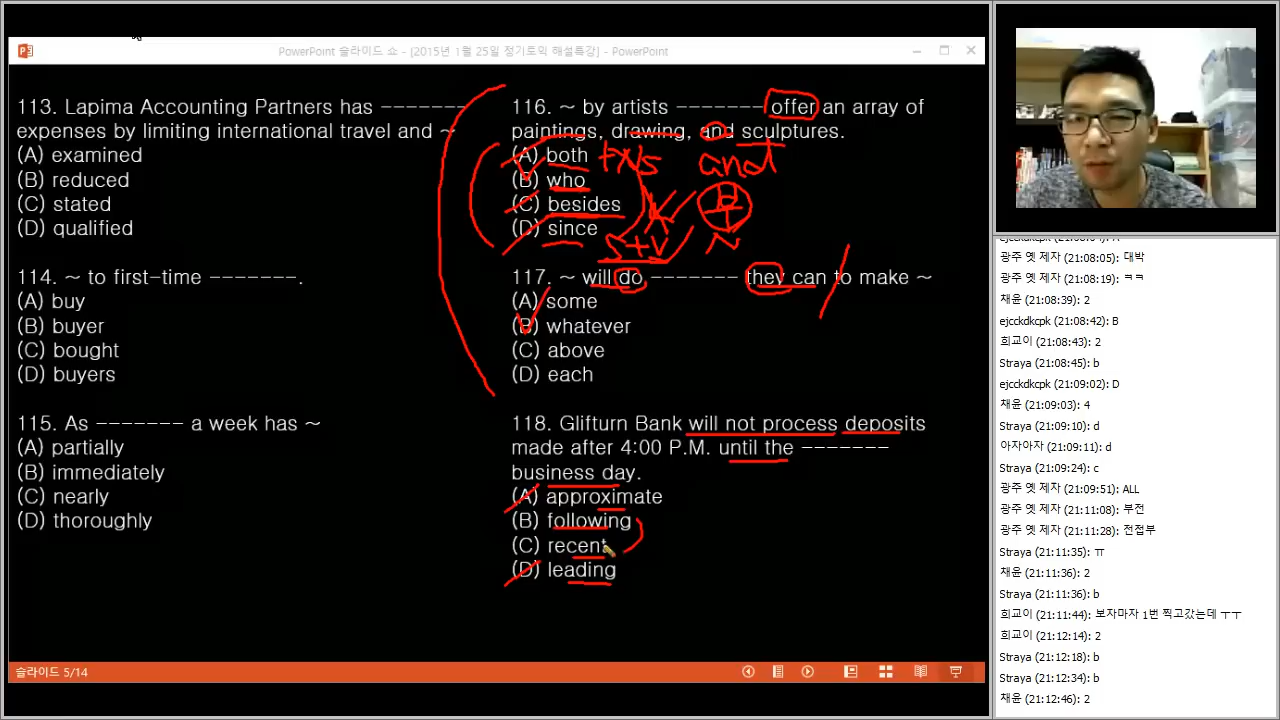 PowerPoint 슬라이드 쇼 - [2015년 1월 25일 정기토익 해설특강] - PowerPoint
113. Lapima Accounting Partners has -------
expenses by limiting international travel and ~
(A) examined
(B) reduced
(C) stated
(D) qualified
114. ~ to first-time -------.
(A) buy
(B) buyer
(C) bought
(D) buyers
115. As ------- a week has ~
(A) partially
(B) immediately
(C) nearly
(D) thoroughly
116. ~ by artists ------- offer an array of
paintings, drawing, and sculptures.
(A) both
(B) who
(C) besides
(D) since
and
부
S+V
N
117. ~ will do ------- they can to make ~
(A) some
(B) whatever
(C) above
(D) each
118. Glifturn Bank will not process deposits
made after 4:00 P.M. until the -------
business day.
(A) approximate
(B) following
(C) recent
(D) leading
슬라이드 5/14
광주 옛 제자 (21:08:05): 대박
광주 옛 제자 (21:08:19): ㅋㅋ
채윤 (21:08:39): 2
ejcckdkcpk (21:08:42): B
희교이 (21:08:43): 2
Straya (21:08:45): b
ejcckdkcpk (21:09:02): D
채윤 (21:09:03): 4
Straya (21:09:10): d
아자아자 (21:09:11): d
Straya (21:09:24): c
광주 옛 제자 (21:09:51): ALL
광주 옛 제자 (21:11:08): 부전
광주 옛 제자 (21:11:28): 전접부
Straya (21:11:35): ㅠ
채윤 (21:11:36): 2
Straya (21:11:36): b
희교이 (21:11:44): 보자마자 1번 찍고갔는데 ㅜㅜ
희교이 (21:12:14): 2
Straya (21:12:18): b
Straya (21:12:34): b
채윤 (21:12:46): 2